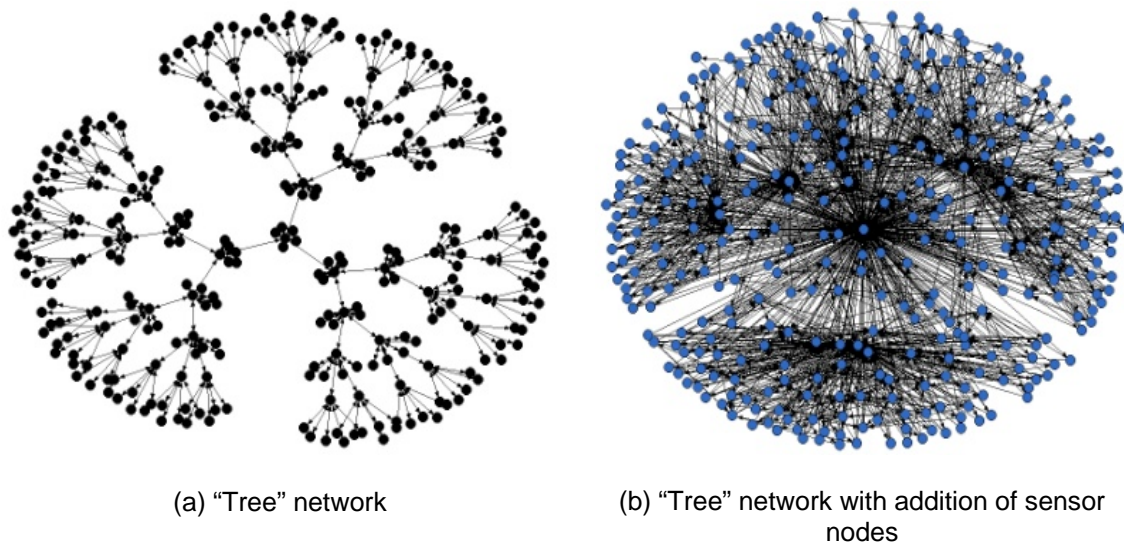 (a) “Tree” network
(b) “Tree” network with addition of sensor
nodes